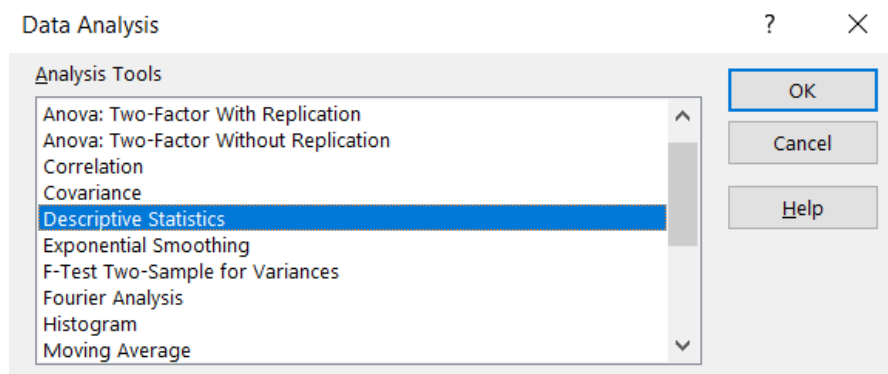 Data Analysis
?
Analysis Tools
Anova: Two-Factor With Replication
Anova: Two-Factor Without Replication
Correlation
Covariance
Descriptive Statistics
Exponential Smoothing
F-Test Two-Sample for Variances
Fourier Analysis
Histogram
Moving Average
OK
Cancel
Help